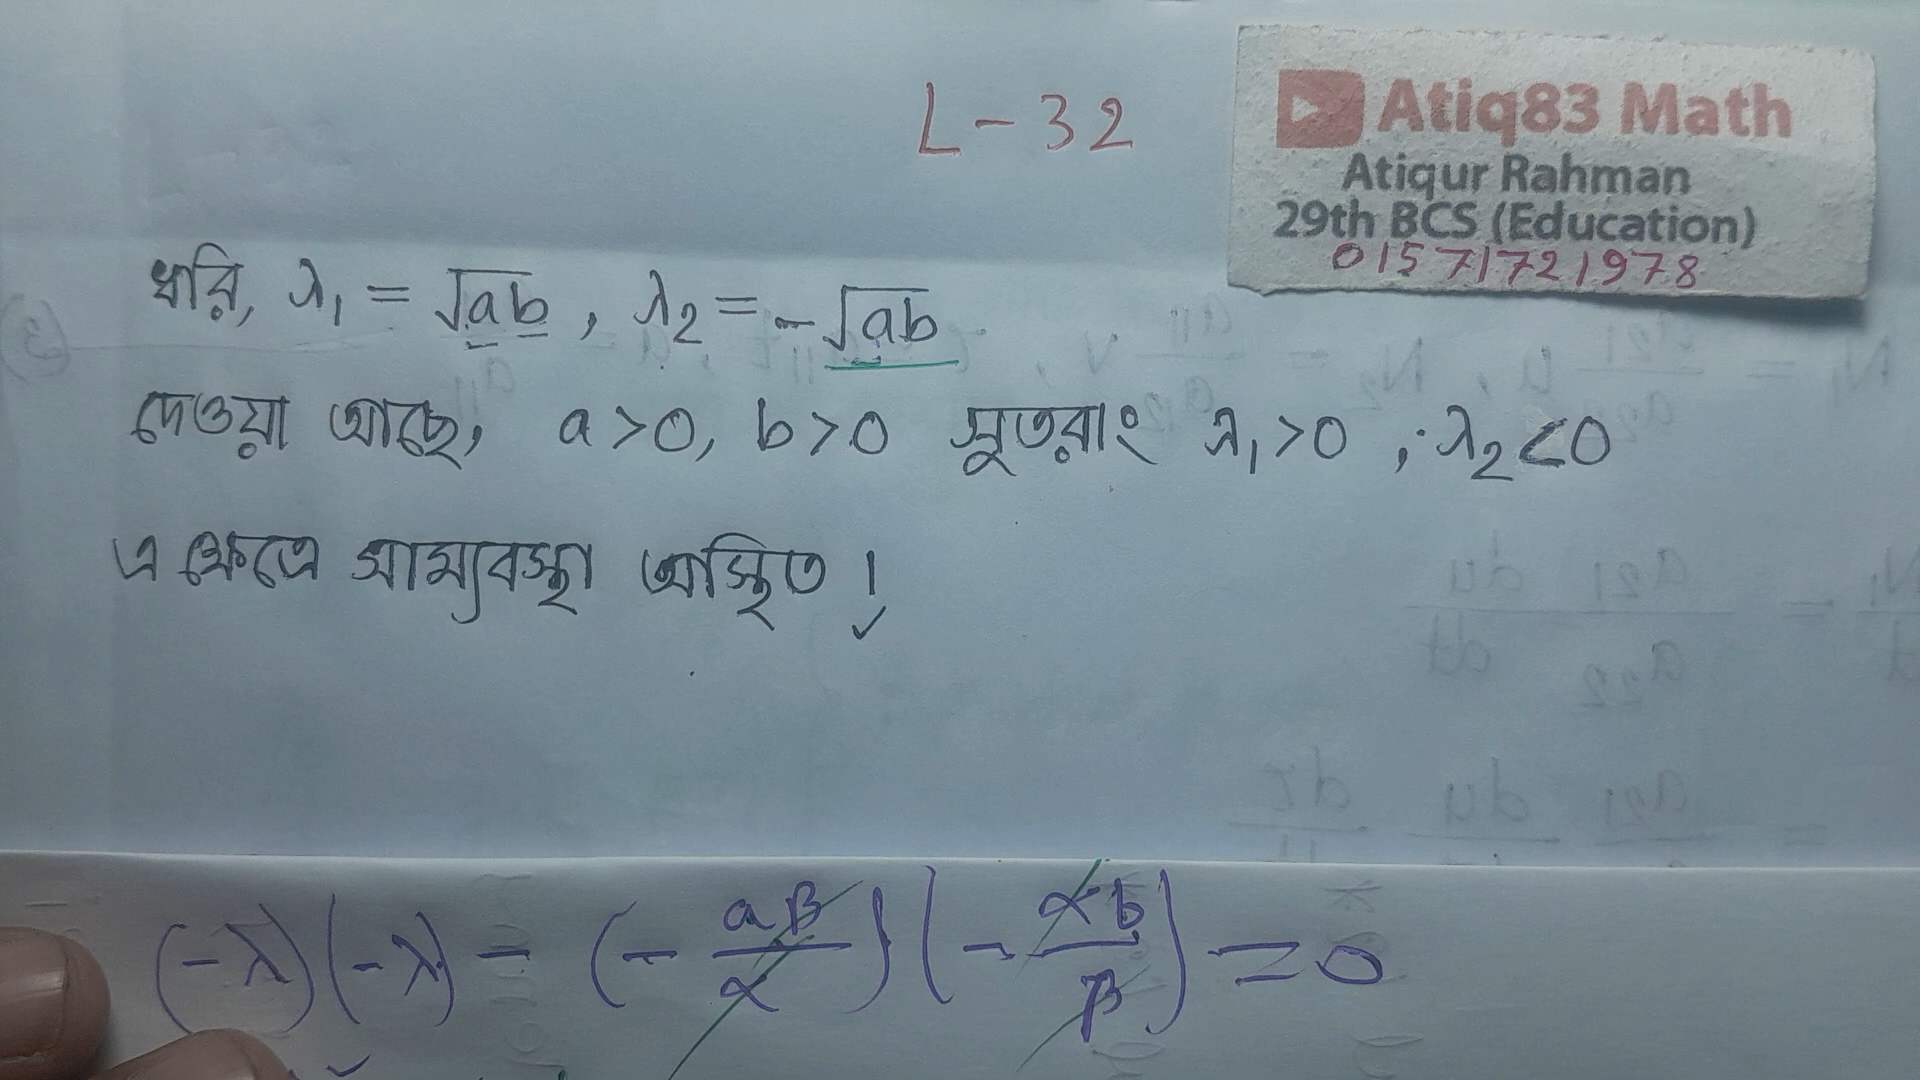 L-32
Atiq83 Math
Atiqur Rahman
29th BCS (Education)
01571721978
ধরি, λ₁ = √ab , λ₂ = -√ab
দেওয়া আছে, a>0, b>0 সুতরাং λ₁>0 , λ₂<0
এ ক্ষেত্রে সাম্যবস্থা অস্থিত।
(-λ)(-λ) - (- aβ/α)(- αb/β) = 0